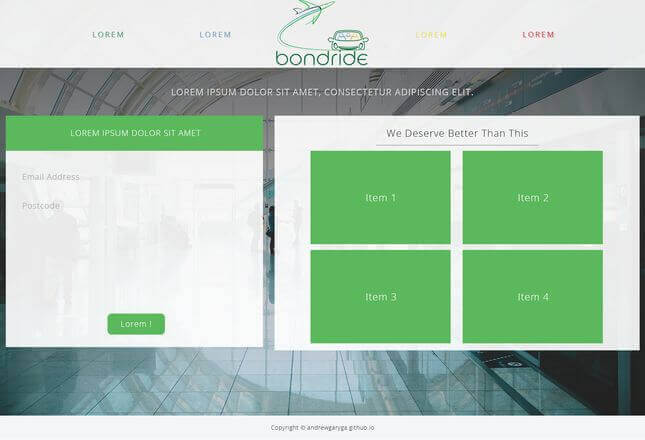 LOREM
LOREM
bondride
LOREM
LOREM
LOREM IPSUM DOLOR SIT AMET, CONSECTETUR ADIPISCING ELIT.
LOREM IPSUM DOLOR SIT AMET
Email Address
Postcode
Lorem !
We Deserve Better Than This
Item 1
Item 2
Item 3
Item 4
Copyright © andrewgaryga.github.io